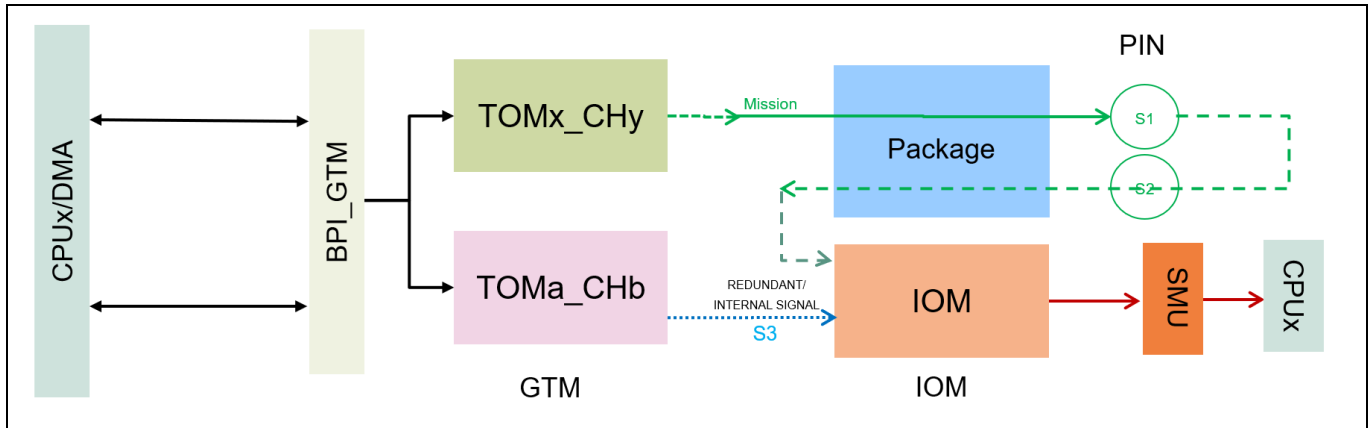 CPUx/DMA
BPI_GTM
TOMx_CHy
TOMa_CHb
GTM
Mission
Package
PIN
S1
S2
REDUNDANT/
INTERNAL SIGNAL
S3
IOM
IOM
SMU
CPUx